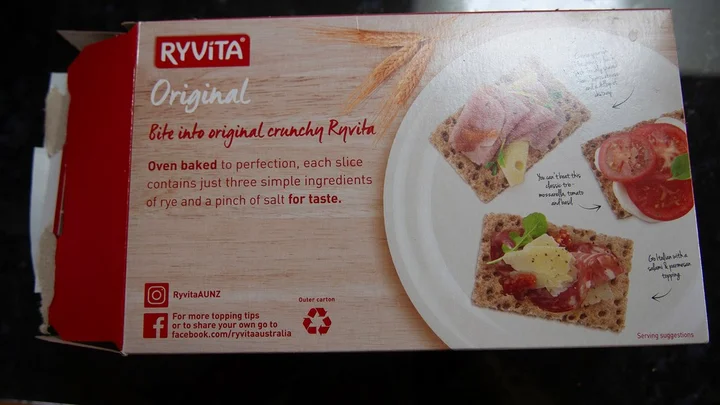 RYVITA
Original
Bite into original crunchy Ryvita
Oven baked to perfection, each slice
contains just three simple ingredients
of rye and a pinch of salt for taste.
You can't beat this
classic trio -
mozzarella, tomato
and basil
Go Italian with a
salami & parmesan
topping
RyvitaAUNZ
For more topping tips
or to share your own go to
facebook.com/ryvitaaustralia
Outer carton
Serving suggestions